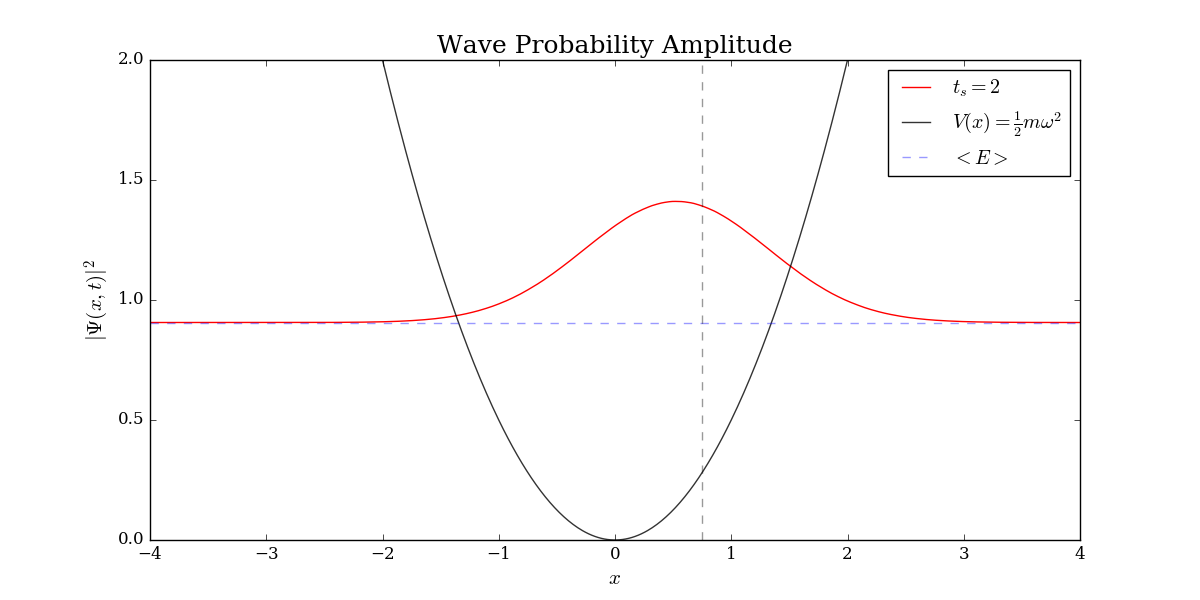 Wave Probability Amplitude
2.0
1.5
1.0
0.5
0.0
|Ψ(x, t)|²
−4 −3 −2 −1 0 1 2 3 4
x
t_s = 2
V(x) = ½mω²
< E >